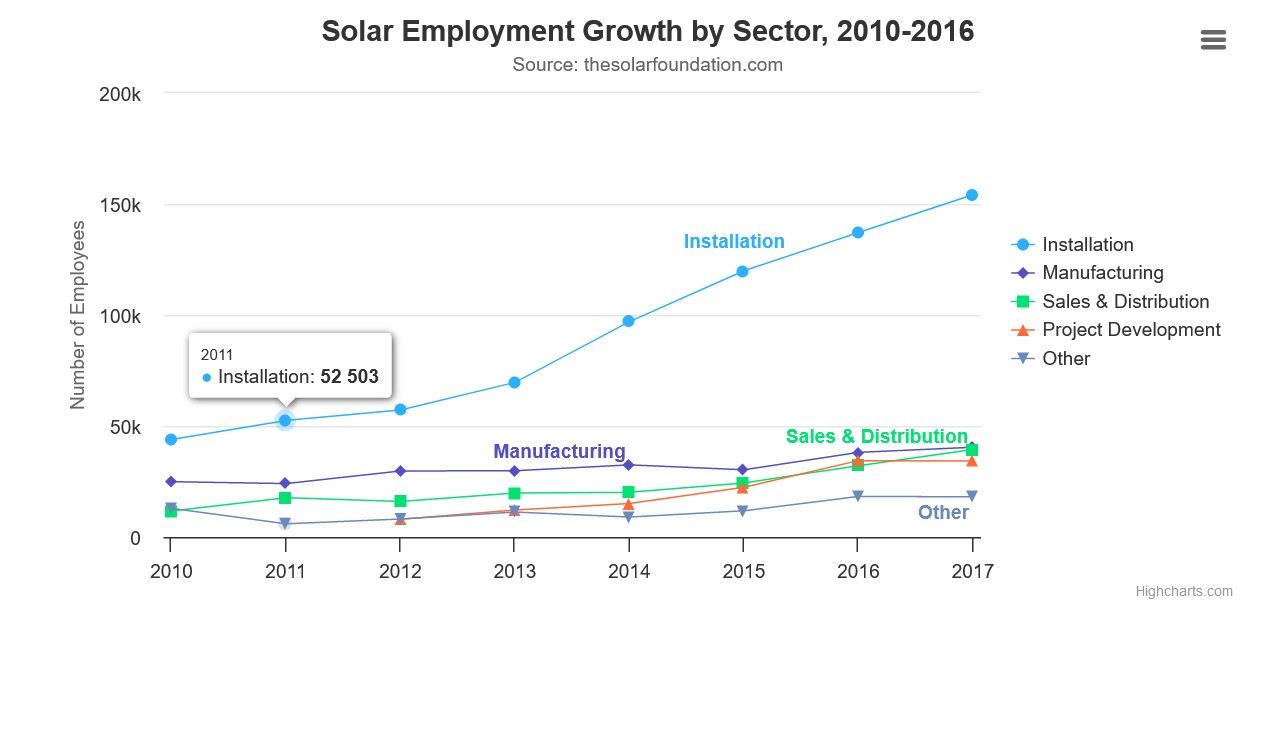 Solar Employment Growth by Sector, 2010-2016
Source: thesolarfoundation.com
Number of Employees
200k
150k
100k
50k
0
2010
2011
2012
2013
2014
2015
2016
2017
Installation
Manufacturing
Sales & Distribution
Other
2011
● Installation: 52 503
Installation
Manufacturing
Sales & Distribution
Project Development
Other
Highcharts.com